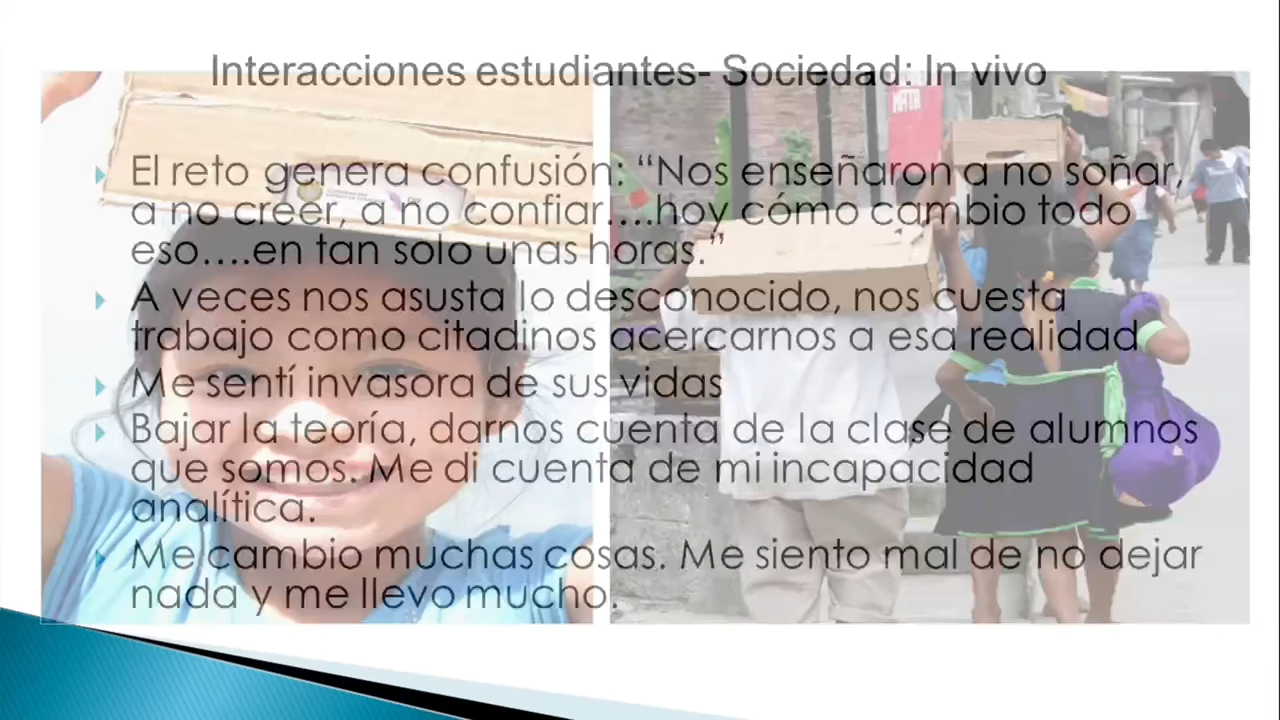 Interacciones estudiantes- Sociedad: In vivo
MATA
El reto genera confusión: “Nos enseñaron a no soñar,
a no creer, a no confiar….hoy cómo cambio todo
eso….en tan solo unas horas.”
A veces nos asusta lo desconocido, nos cuesta
trabajo como citadinos acercarnos a esa realidad
Me sentí invasora de sus vidas
Bajar la teoría, darnos cuenta de la clase de alumnos
que somos. Me di cuenta de mi incapacidad
analítica.
Me cambio muchas cosas. Me siento mal de no dejar
nada y me llevo mucho.